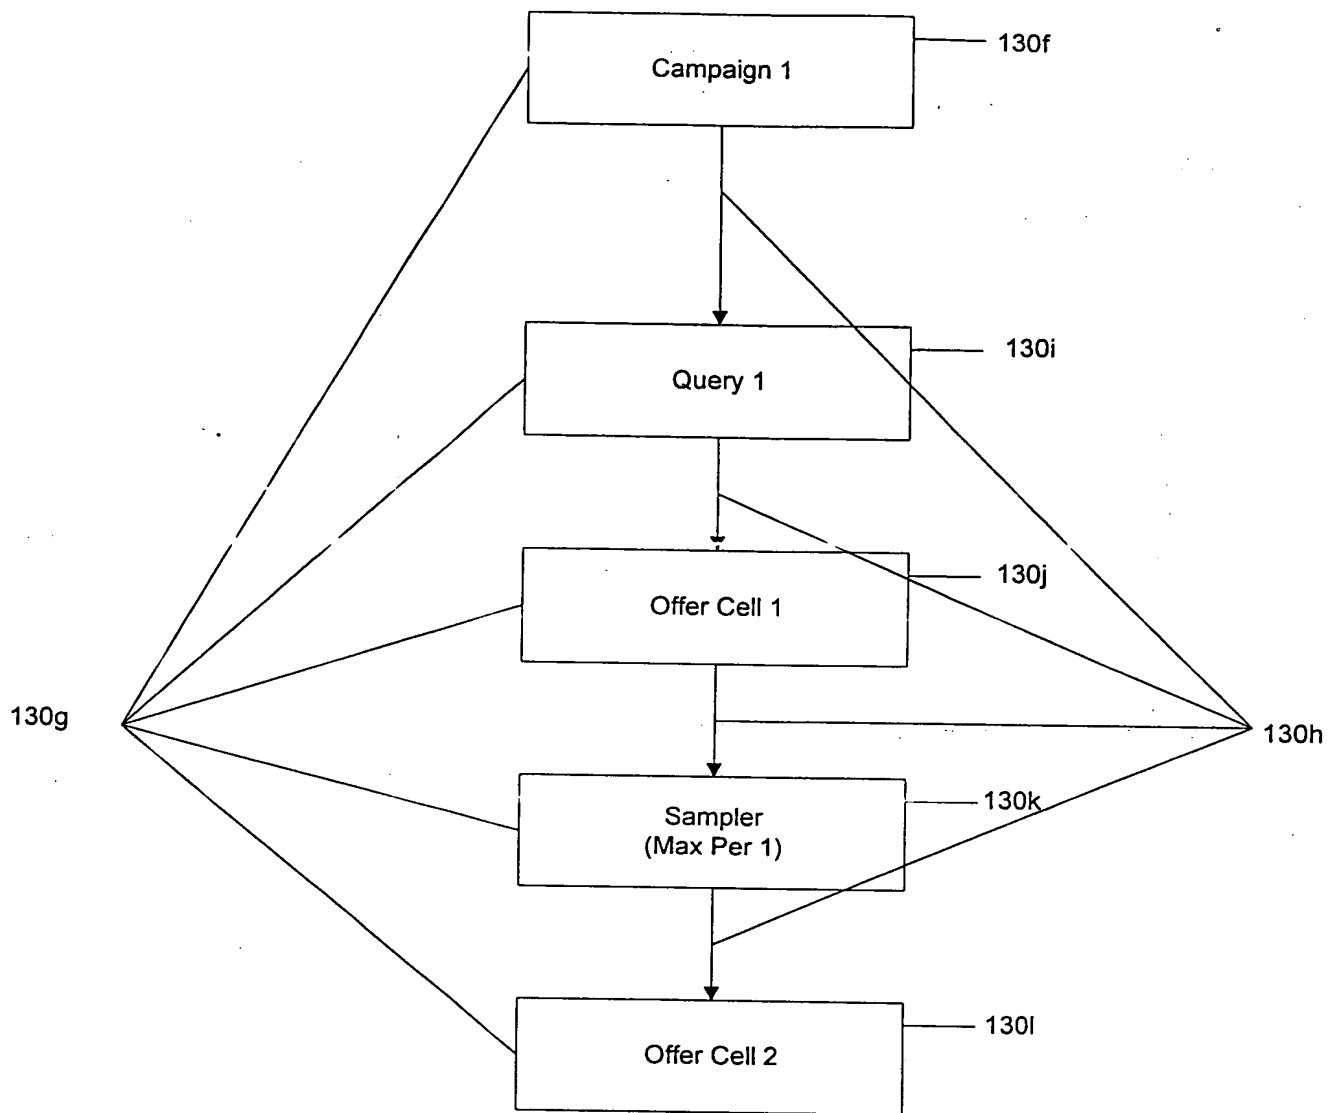 130f
Campaign 1
130i
Query 1
130j
Offer Cell 1
130g
130h
130k
Sampler
(Max Per 1)
130l
Offer Cell 2